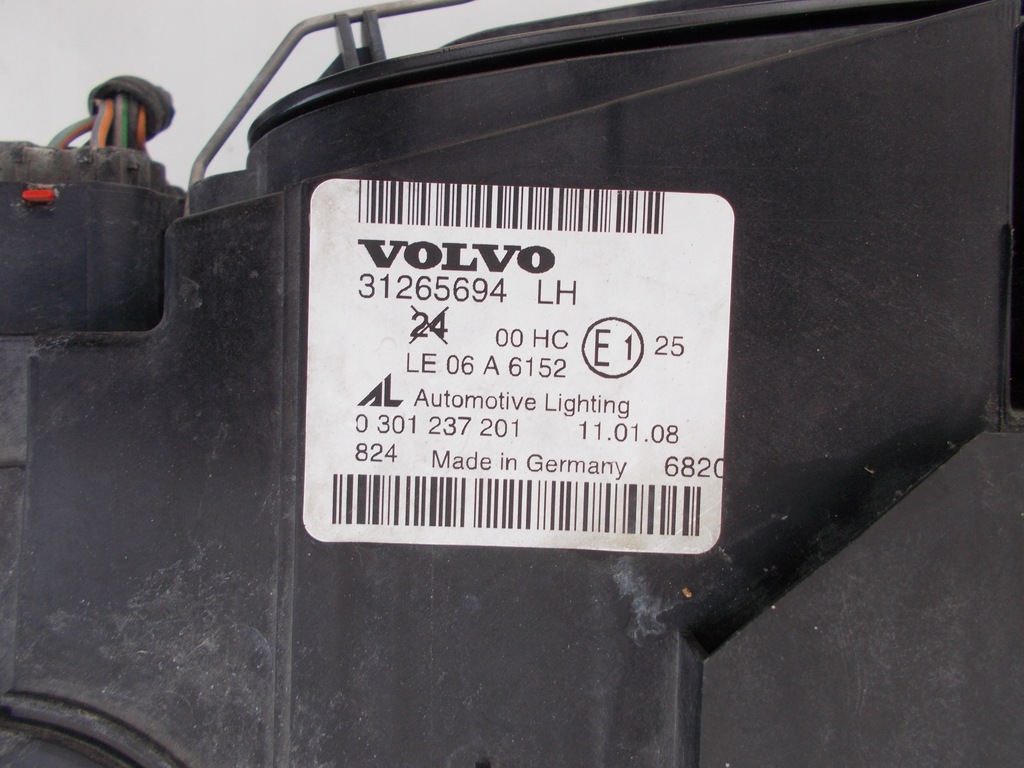 VOLVO
31265694 LH
24 00 HC E1 25
LE 06 A 6152
AL Automotive Lighting
0 301 237 201 11.01.08
824 Made in Germany 6820